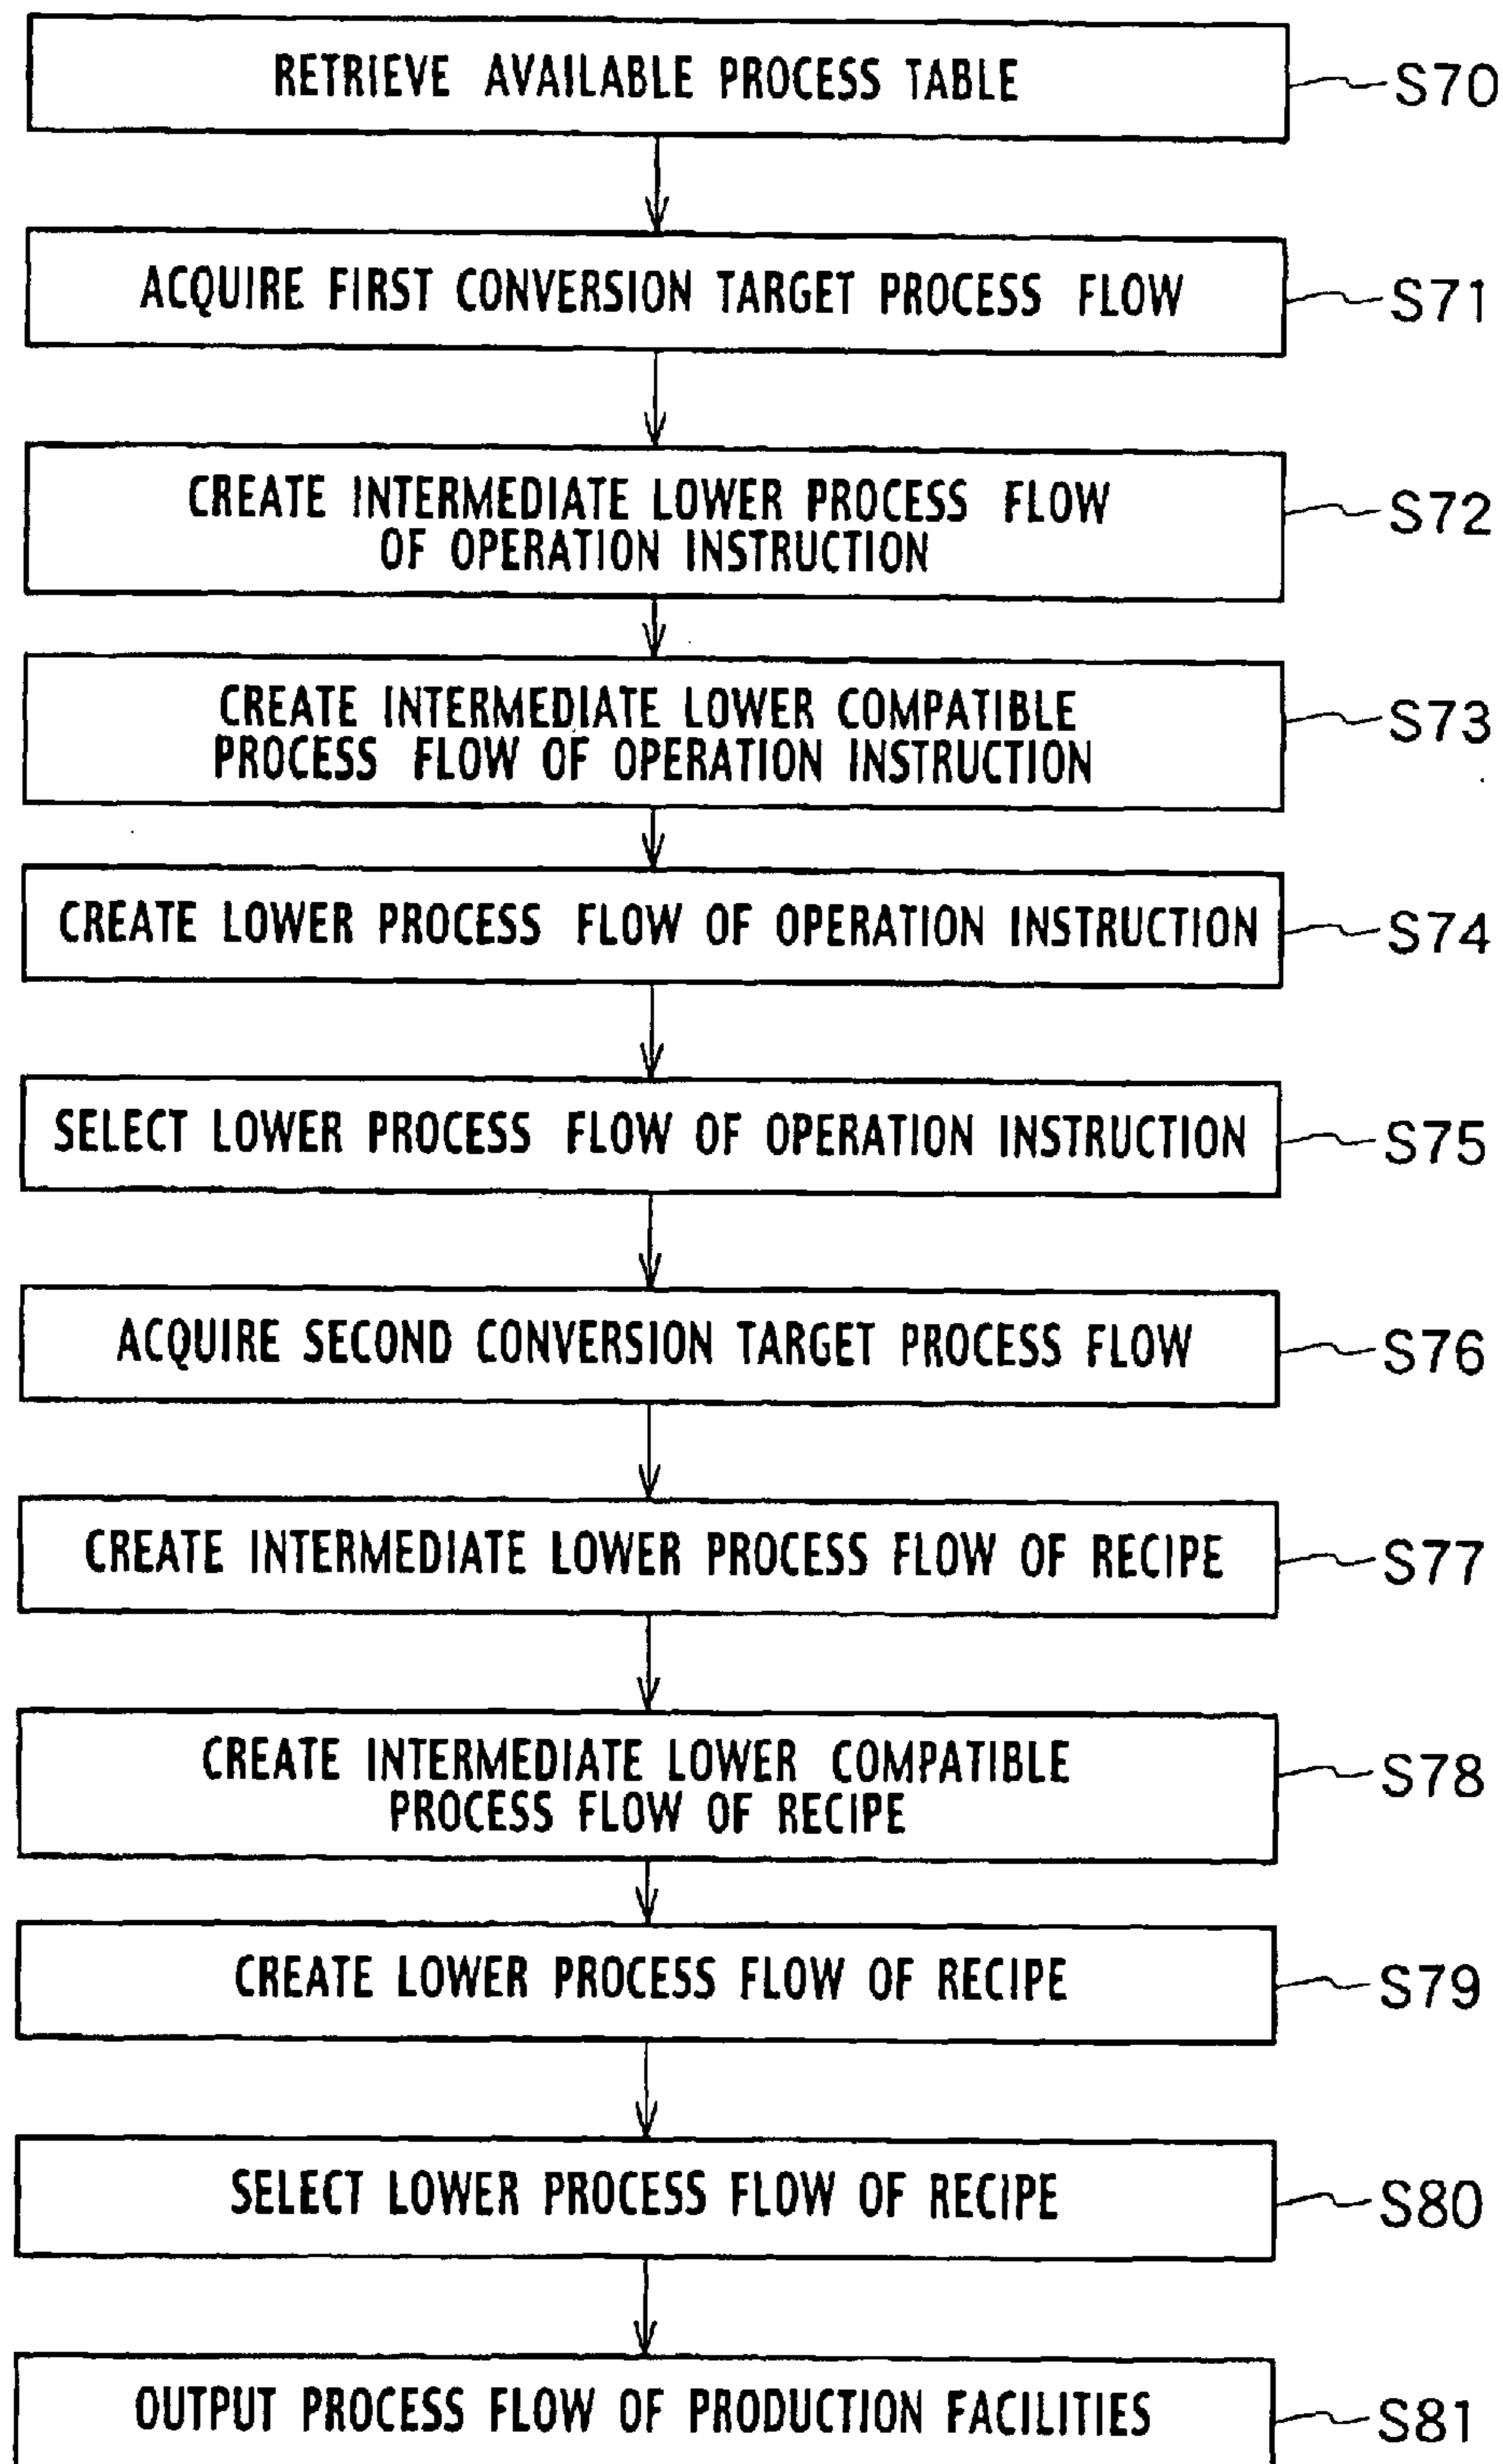 RETRIEVE AVAILABLE PROCESS TABLE
S70
ACQUIRE FIRST CONVERSION TARGET PROCESS FLOW
S71
CREATE INTERMEDIATE LOWER PROCESS FLOW
OF OPERATION INSTRUCTION
S72
CREATE INTERMEDIATE LOWER COMPATIBLE
PROCESS FLOW OF OPERATION INSTRUCTION
S73
CREATE LOWER PROCESS FLOW OF OPERATION INSTRUCTION
S74
SELECT LOWER PROCESS FLOW OF OPERATION INSTRUCTION
S75
ACQUIRE SECOND CONVERSION TARGET PROCESS FLOW
S76
CREATE INTERMEDIATE LOWER PROCESS FLOW OF RECIPE
S77
CREATE INTERMEDIATE LOWER COMPATIBLE
PROCESS FLOW OF RECIPE
S78
CREATE LOWER PROCESS FLOW OF RECIPE
S79
SELECT LOWER PROCESS FLOW OF RECIPE
S80
OUTPUT PROCESS FLOW OF PRODUCTION FACILITIES
S81